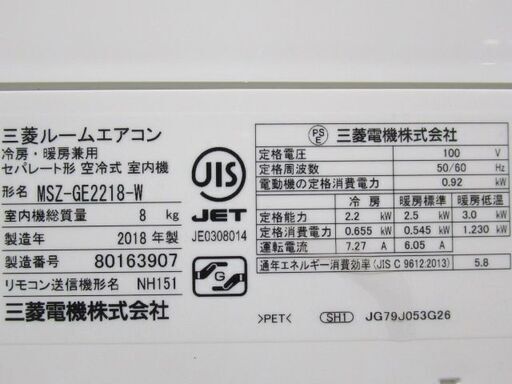 三菱ルームエアコン
冷房・暖房兼用
セパレート形 空冷式 室内機
形名 MSZ-GE2218-W
室内機総質量 8 kg
製造年 2018 年製
製造番号 80163907
リモコン送信機形名 NH151
三菱電機株式会社
JIS
JET
JE0308014
G
PS
E
三菱電機株式会社
定格電圧 100 V
定格周波数 50/60 Hz
電動機の定格消費電力 0.92 kW
冷房 暖房標準 暖房低温
定格能力 2.2 kW 2.5 kW 3.0 kW
定格消費電力 0.655 kW 0.545 kW 1.230 kW
運転電流 7.27 A 6.05 A
通年エネルギー消費効率(JIS C 9612:2013) 5.8
>PET< SH1 JG79J053G26